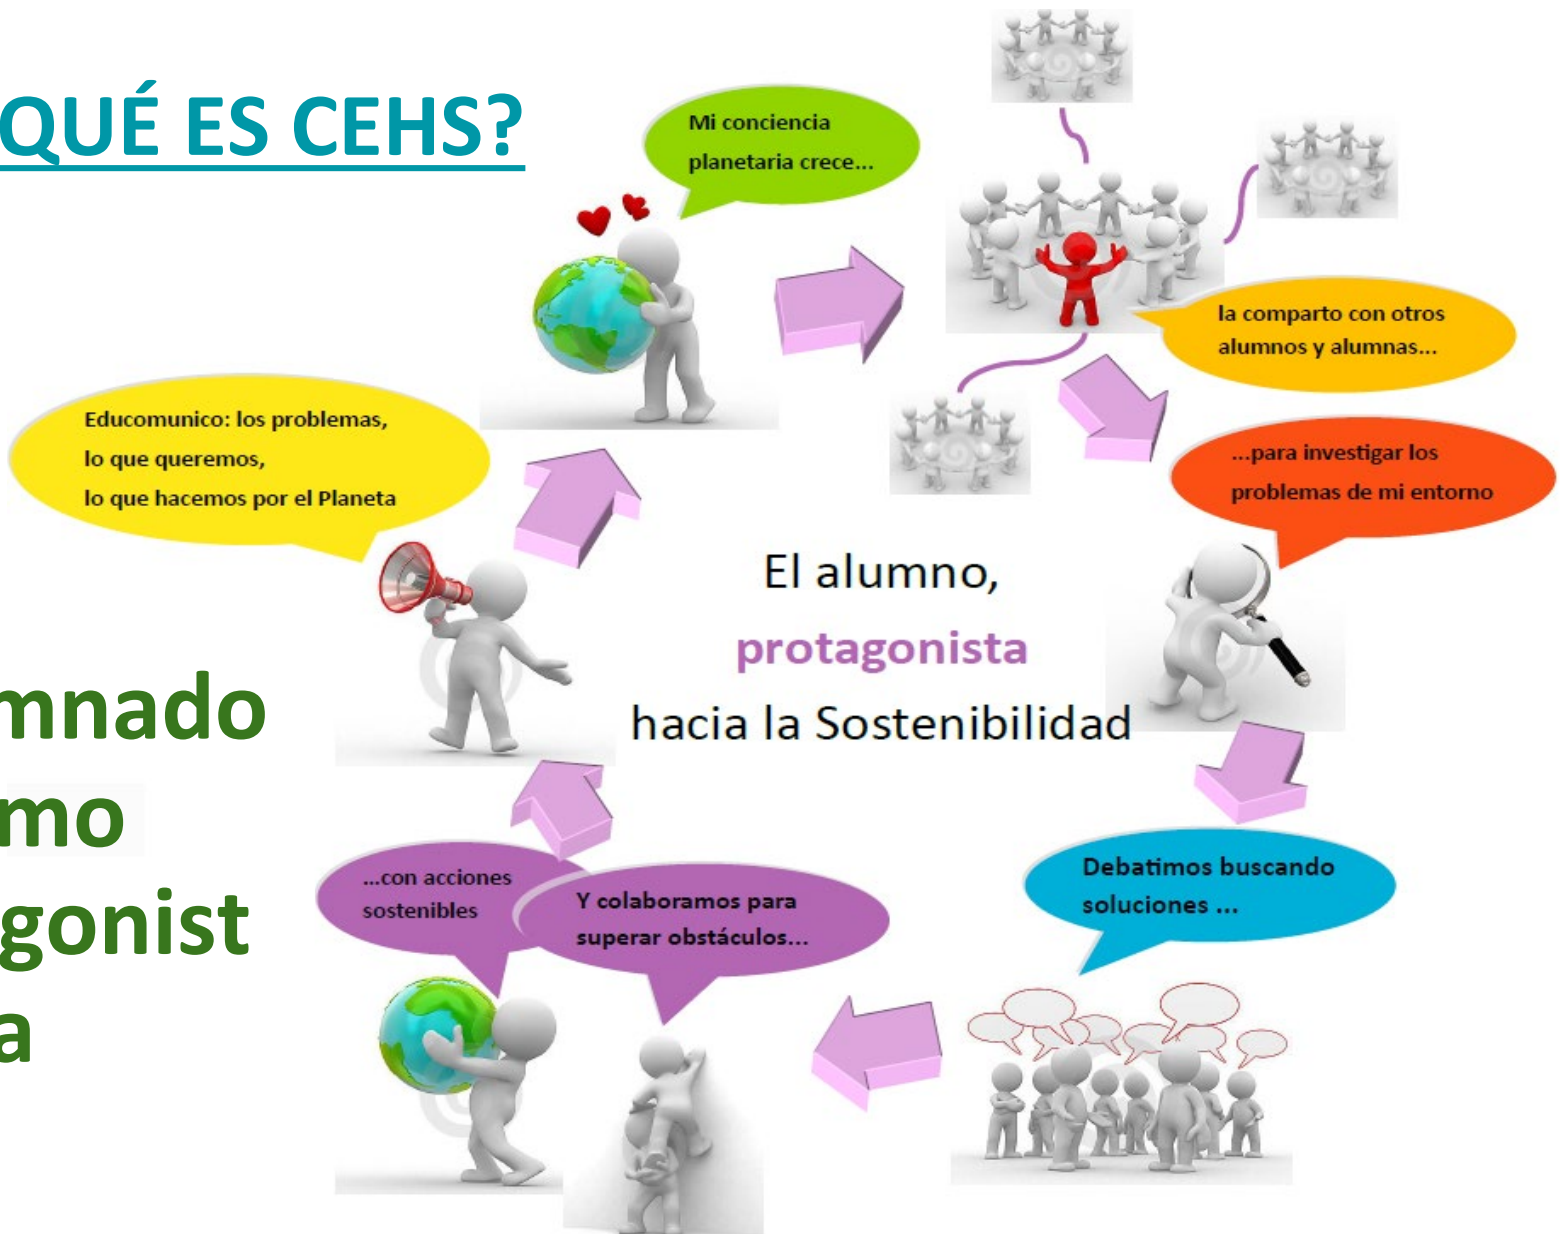 QUÉ ES CEHS?
Mi conciencia
planetaria crece...
la comparto con otros
alumnos y alumnas...
...para investigar los
problemas de mi entorno
Debatimos buscando
soluciones ...
Y colaboramos para
superar obstáculos...
...con acciones
sostenibles
Educomunico: los problemas,
lo que queremos,
lo que hacemos por el Planeta
El alumno,
protagonista
hacia la Sostenibilidad
mnado
mo
gonist
a